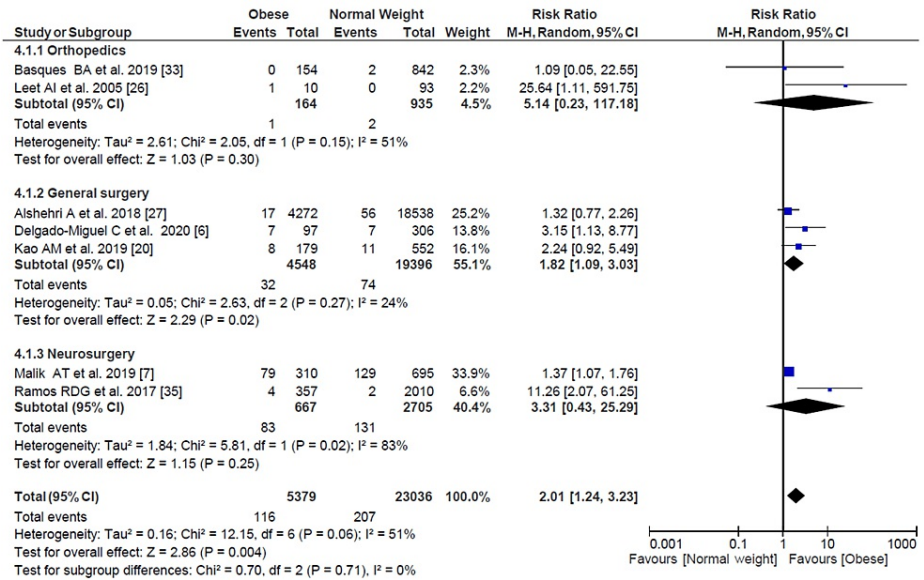 Obese Normal Weight Risk Ratio Risk Ratio
Study or Subgroup Events Total Events Total Weight M-H, Random, 95% CI M-H, Random, 95% CI
4.1.1 Orthopedics
Basques BA et al. 2019 [33] 0 154 2 842 2.3% 1.09 [0.05, 22.55]
Leet AI et al. 2005 [26] 1 10 0 93 2.2% 25.64 [1.11, 591.75]
Subtotal (95% CI) 164 935 4.5% 5.14 [0.23, 117.18]
Total events 1 2
Heterogeneity: Tau² = 2.61; Chi² = 2.05, df = 1 (P = 0.15); I² = 51%
Test for overall effect: Z = 1.03 (P = 0.30)
4.1.2 General surgery
Alshehri A et al. 2018 [27] 17 4272 56 18538 25.2% 1.32 [0.77, 2.26]
Delgado-Miguel C et al. 2020 [6] 7 97 7 306 13.8% 3.15 [1.13, 8.77]
Kao AM et al. 2019 [20] 8 179 11 552 16.1% 2.24 [0.92, 5.49]
Subtotal (95% CI) 4548 19396 55.1% 1.82 [1.09, 3.03]
Total events 32 74
Heterogeneity: Tau² = 0.05; Chi² = 2.63, df = 2 (P = 0.27); I² = 24%
Test for overall effect: Z = 2.29 (P = 0.02)
4.1.3 Neurosurgery
Malik AT et al. 2019 [7] 79 310 129 695 33.9% 1.37 [1.07, 1.76]
Ramos RDG et al. 2017 [35] 4 357 2 2010 6.6% 11.26 [2.07, 61.25]
Subtotal (95% CI) 667 2705 40.4% 3.31 [0.43, 25.29]
Total events 83 131
Heterogeneity: Tau² = 1.84; Chi² = 5.81, df = 1 (P = 0.02); I² = 83%
Test for overall effect: Z = 1.15 (P = 0.25)
Total (95% CI) 5379 23036 100.0% 2.01 [1.24, 3.23]
Total events 116 207
Heterogeneity: Tau² = 0.16; Chi² = 12.15, df = 6 (P = 0.06); I² = 51%
Test for overall effect: Z = 2.86 (P = 0.004)
Test for subgroup differences: Chi² = 0.70, df = 2 (P = 0.71), I² = 0%
0.001 0.1 1 10 1000
Favours [Normal weight] Favours [Obese]